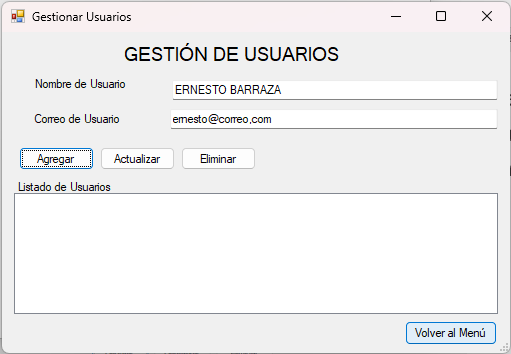 Gestionar Usuarios
GESTIÓN DE USUARIOS
Nombre de Usuario
ERNESTO BARRAZA
Correo de Usuario
ernesto@correo,com
Agregar
Actualizar
Eliminar
Listado de Usuarios
Volver al Menú